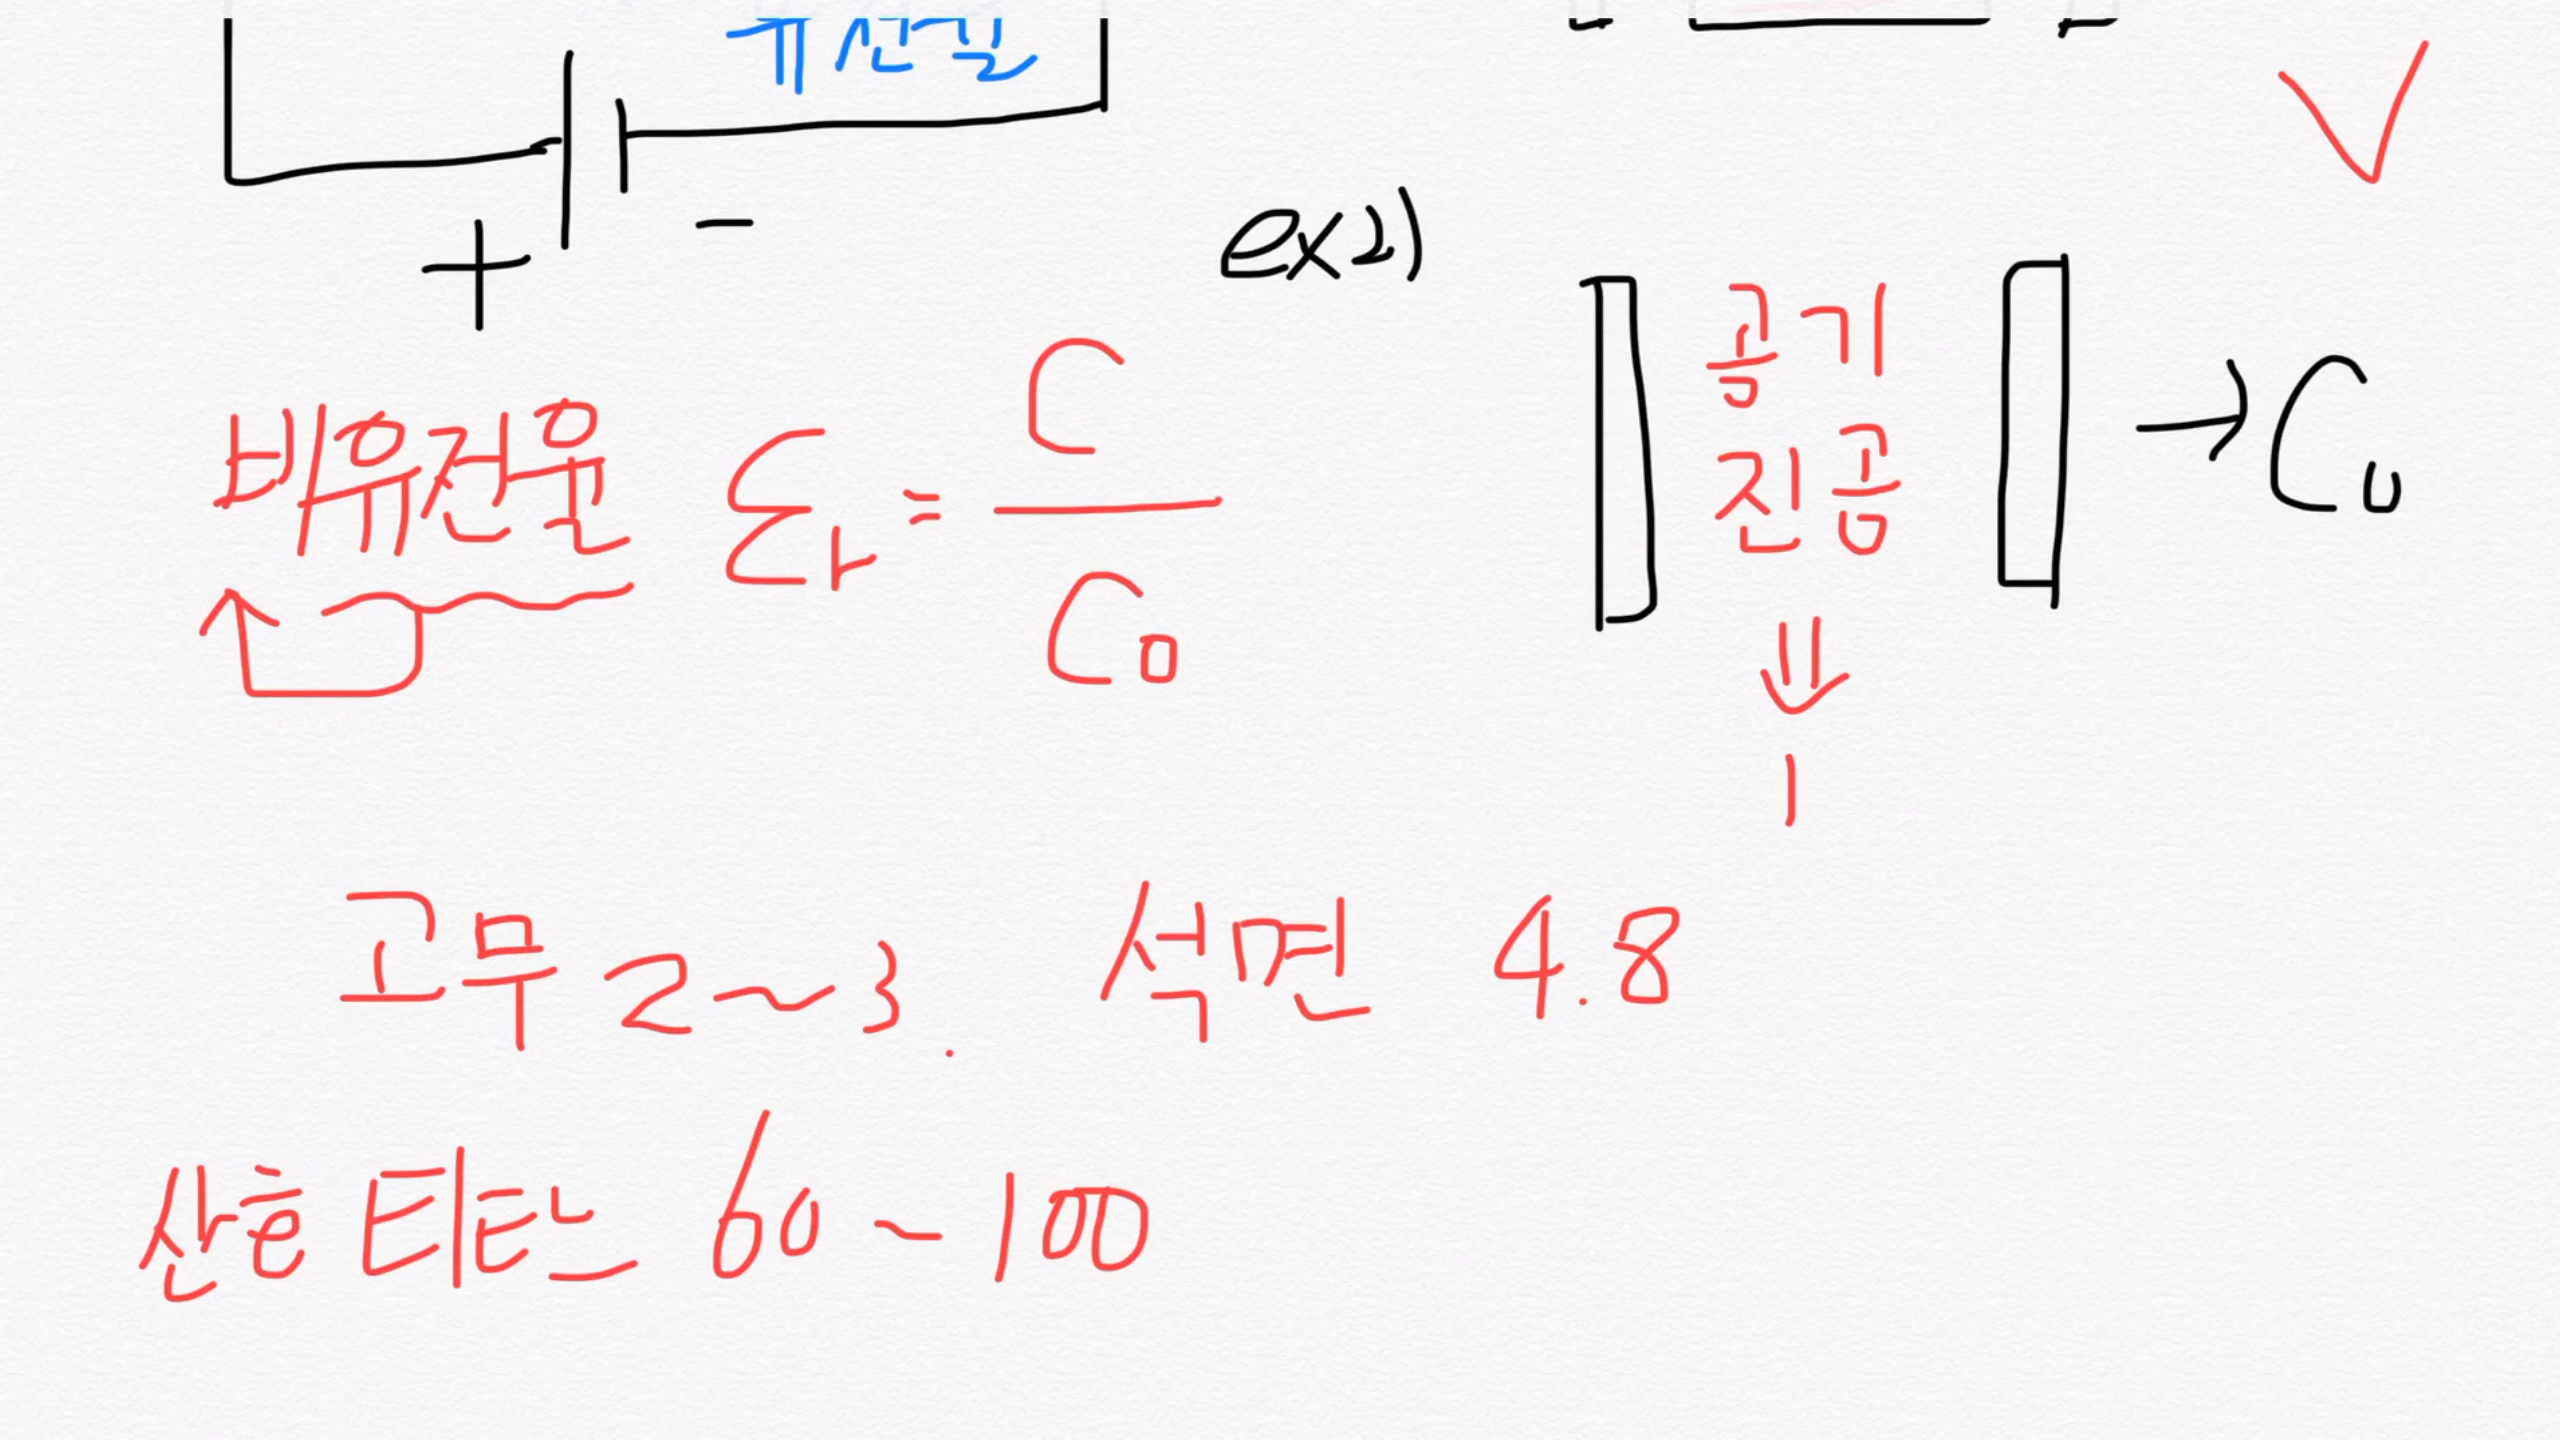 유전물
+ -
ex2)
공기
진공
→ C0
비유전율 εr = C / C0
⇓
1
고무 2~3. 석면 4.8
산화 티탄 60~100